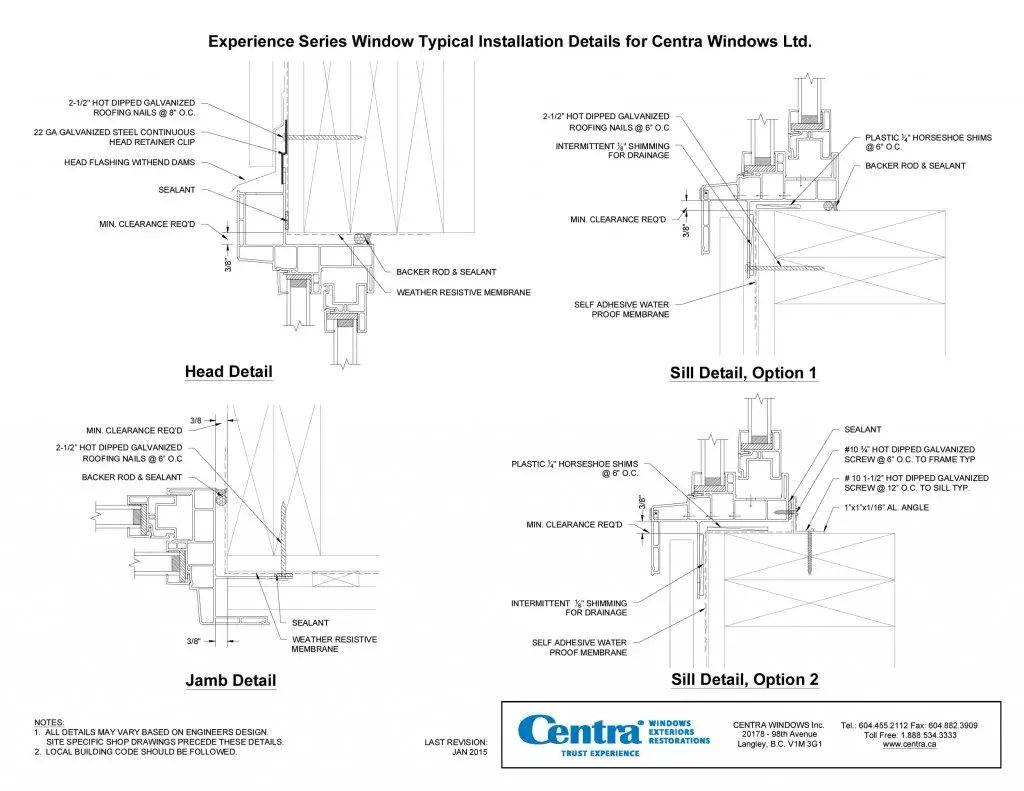 Experience Series Window Typical Installation Details for Centra Windows Ltd.
2-1/2" HOT DIPPED GALVANIZED
ROOFING NAILS @ 8" O.C.
22 GA GALVANIZED STEEL CONTINUOUS
HEAD RETAINER CLIP
HEAD FLASHING WITHEND DAMS
SEALANT
MIN. CLEARANCE REQ'D
3/8"
BACKER ROD & SEALANT
WEATHER RESISTIVE MEMBRANE
Head Detail
2-1/2" HOT DIPPED GALVANIZED
ROOFING NAILS @ 6" O.C
INTERMITTENT ⅛" SHIMMING
FOR DRAINAGE
PLASTIC ¼" HORSESHOE SHIMS
@ 6" O.C.
BACKER ROD & SEALANT
MIN. CLEARANCE REQ'D
3/8"
SELF ADHESIVE WATER
PROOF MEMBRANE
Sill Detail, Option 1
3/8
MIN. CLEARANCE REQ'D
2-1/2" HOT DIPPED GALVANIZED
ROOFING NAILS @ 6" O.C
BACKER ROD & SEALANT
SEALANT
WEATHER RESISTIVE
MEMBRANE
3/8"
Jamb Detail
SEALANT
#10 ¾" HOT DIPPED GALVANIZED
SCREW @ 6" O.C. TO FRAME TYP
# 10 1-1/2" HOT DIPPED GALVANIZED
SCREW @ 12" O.C. TO SILL TYP.
1"x1"x1/16" AL. ANGLE
PLASTIC ¼" HORSESHOE SHIMS
@ 6" O.C.
3/8"
MIN. CLEARANCE REQ'D
INTERMITTENT ⅛" SHIMMING
FOR DRAINAGE
SELF ADHESIVE WATER
PROOF MEMBRANE
Sill Detail, Option 2
NOTES:
1. ALL DETAILS MAY VARY BASED ON ENGINEERS DESIGN.
SITE SPECIFIC SHOP DRAWINGS PRECEDE THESE DETAILS.
2. LOCAL BUILDING CODE SHOULD BE FOLLOWED.
LAST REVISION:
JAN 2015
Centra®
WINDOWS
EXTERIORS
RESTORATIONS
TRUST EXPERIENCE
CENTRA WINDOWS Inc.
20178 - 98th Avenue
Langley, B.C. V1M 3G1
Tel.: 604.455.2112 Fax: 604.882.3909
Toll Free: 1.888.534.3333
www.centra.ca